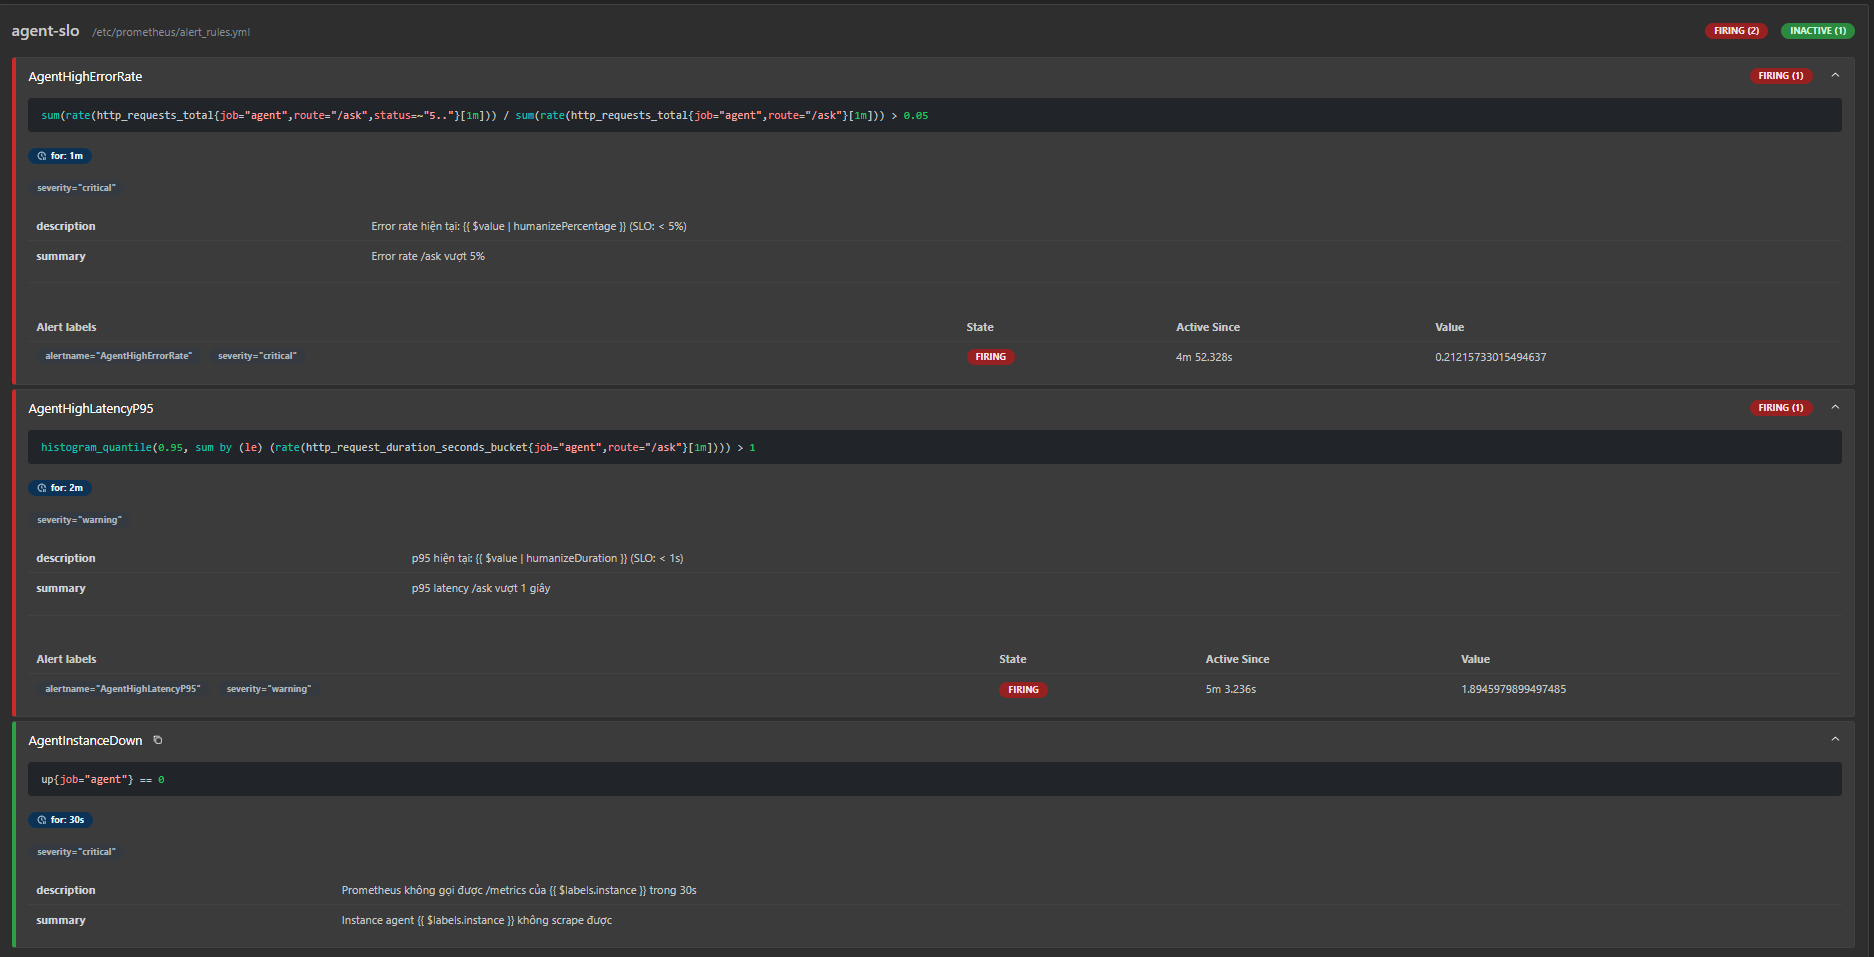 agent-slo /etc/prometheus/alert_rules.yml FIRING (2) INACTIVE (1)
AgentHighErrorRate FIRING (1)
sum(rate(http_requests_total{job="agent",route="/ask",status=~"5.."}[1m])) / sum(rate(http_requests_total{job="agent",route="/ask"}[1m])) > 0.05
for: 1m
severity="critical"
description Error rate hiện tại: {{ $value | humanizePercentage }} (SLO: < 5%)
summary Error rate /ask vượt 5%
Alert labels State Active Since Value
alertname="AgentHighErrorRate" severity="critical" FIRING 4m 52.328s 0.21215733015494637
AgentHighLatencyP95 FIRING (1)
histogram_quantile(0.95, sum by (le) (rate(http_request_duration_seconds_bucket{job="agent",route="/ask"}[1m]))) > 1
for: 2m
severity="warning"
description p95 hiện tại: {{ $value | humanizeDuration }} (SLO: < 1s)
summary p95 latency /ask vượt 1 giây
Alert labels State Active Since Value
alertname="AgentHighLatencyP95" severity="warning" FIRING 5m 3.236s 1.8945979899497485
AgentInstanceDown
up{job="agent"} == 0
for: 30s
severity="critical"
description Prometheus không gọi được /metrics của {{ $labels.instance }} trong 30s
summary Instance agent {{ $labels.instance }} không scrape được